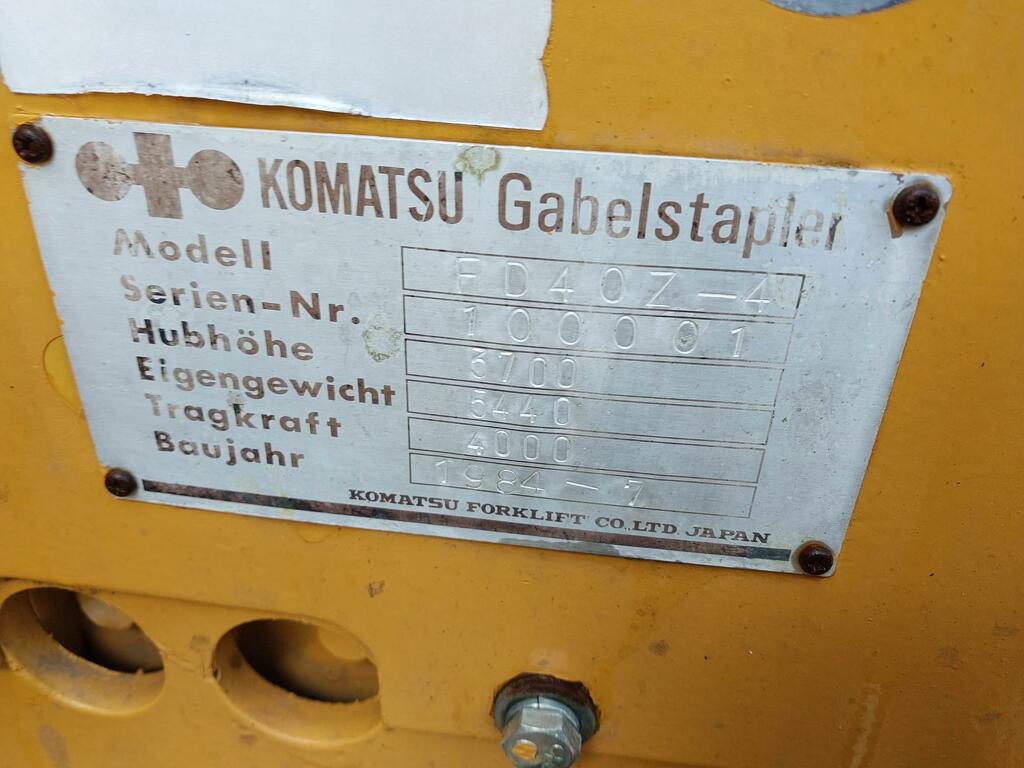 KOMATSU Gabelstapler
Modell FD40Z-4
Serien-Nr. 100001
Hubhöhe 3700
Eigengewicht 5440
Tragkraft 4000
Baujahr 1984-7
KOMATSU FORKLIFT CO.,LTD. JAPAN